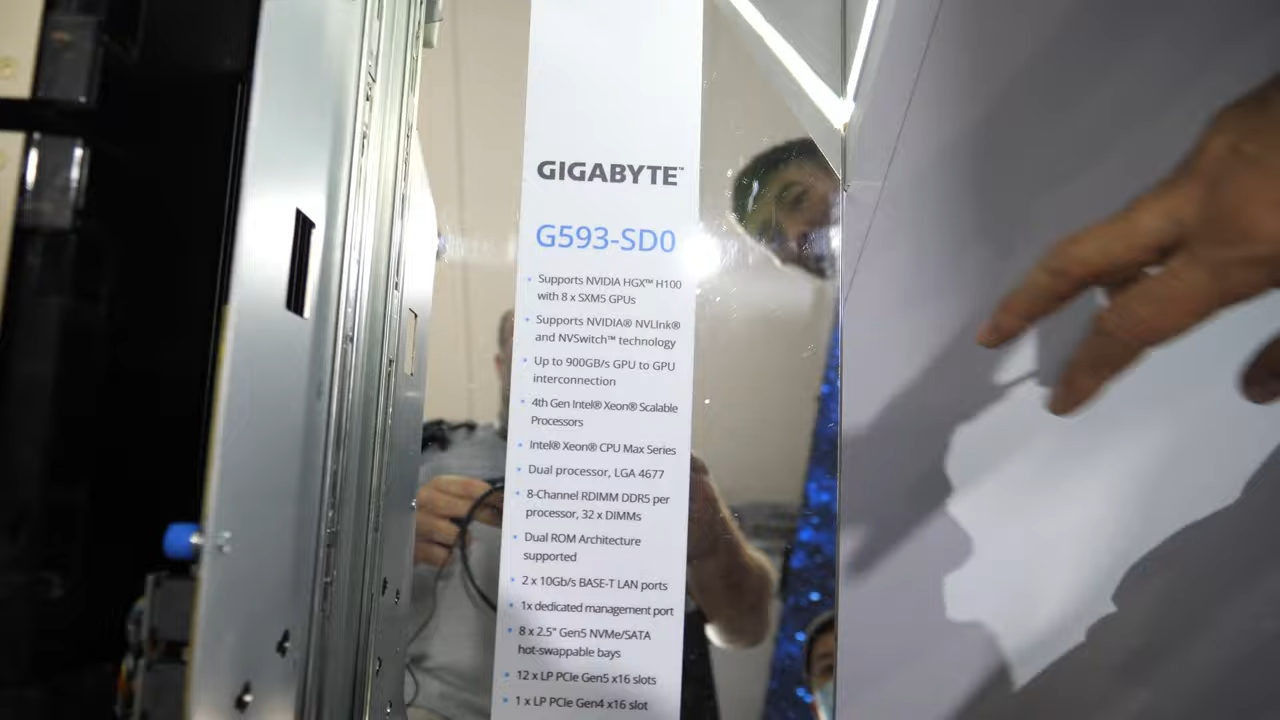 GIGABYTE™
G593-SD0
• Supports NVIDIA HGX™ H100
with 8 x SXM5 GPUs
• Supports NVIDIA® NVLink®
and NVSwitch™ technology
• Up to 900GB/s GPU to GPU
interconnection
• 4th Gen Intel® Xeon® Scalable
Processors
• Intel® Xeon® CPU Max Series
• Dual processor, LGA 4677
• 8-Channel RDIMM DDR5 per
processor, 32 x DIMMs
• Dual ROM Architecture
supported
• 2 x 10Gb/s BASE-T LAN ports
• 1x dedicated management port
• 8 x 2.5" Gen5 NVMe/SATA
hot-swappable bays
• 12 x LP PCIe Gen5 x16 slots
• 1 x LP PCIe Gen4 x16 slot